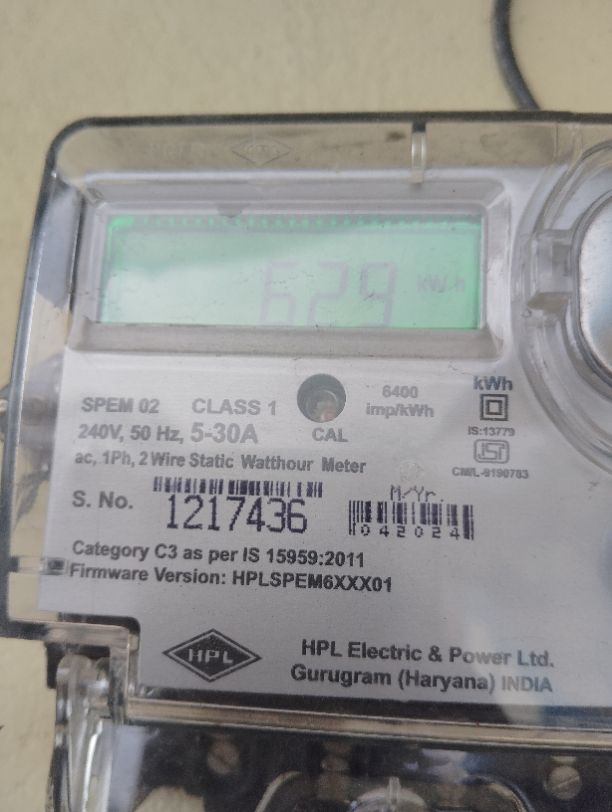 629 kWh
SPEM 02 CLASS 1
6400 imp/kWh
kWh
240V, 50 Hz, 5-30A
CAL
IS:13779
ISI
CM/L-9190783
ac, 1Ph, 2 Wire Static Watthour Meter
S. No. 1217436
M/Yr.
042024
Category C3 as per IS 15959:2011
Firmware Version: HPLSPEM6XXX01
HPL
HPL Electric & Power Ltd.
Gurugram (Haryana) INDIA